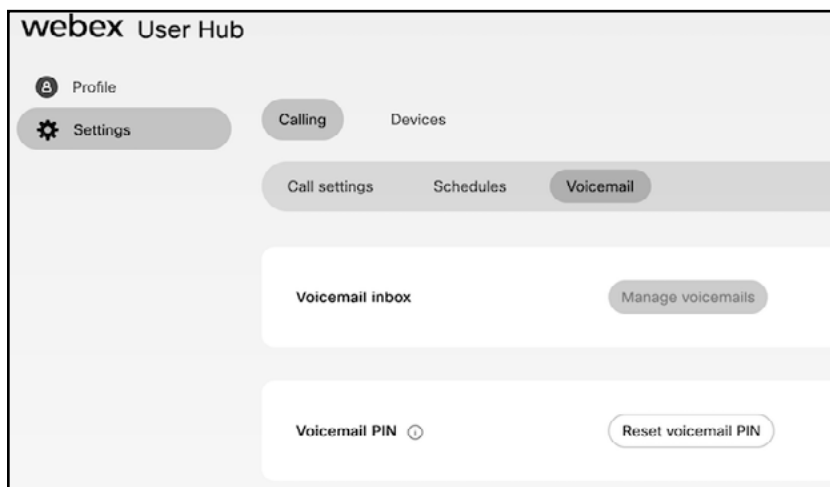 webex User Hub
Profile
Settings
Calling Devices
Call settings Schedules Voicemail
Voicemail inbox Manage voicemails
Voicemail PIN Reset voicemail PIN